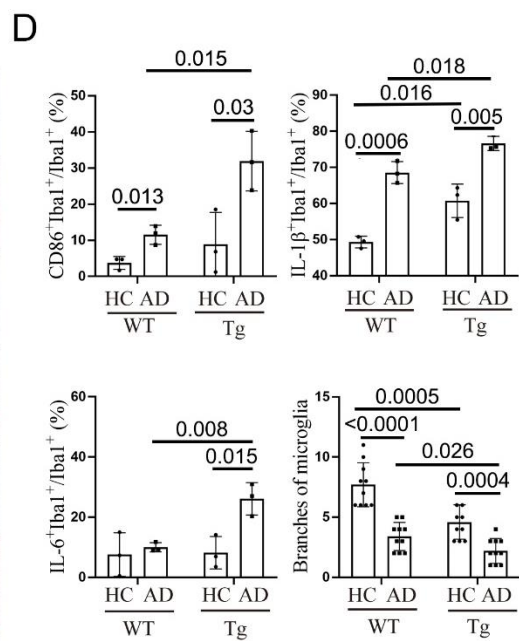 D
CD86⁺Iba1⁺/Iba1⁺ (%)
50
40
30
20
10
0
0.015
0.03
0.013
HC AD
HC AD
WT
Tg
IL-1β⁺Iba1⁺/Iba1⁺ (%)
90
80
70
60
50
40
0.018
0.016
0.005
0.0006
HC AD
HC AD
WT
Tg
IL-6⁺Iba1⁺/Iba1⁺ (%)
60
40
20
0
0.008
0.015
HC AD
HC AD
WT
Tg
Branches of microglia
15
10
5
0
0.0005
<0.0001
0.026
0.0004
HC AD
HC AD
WT
Tg